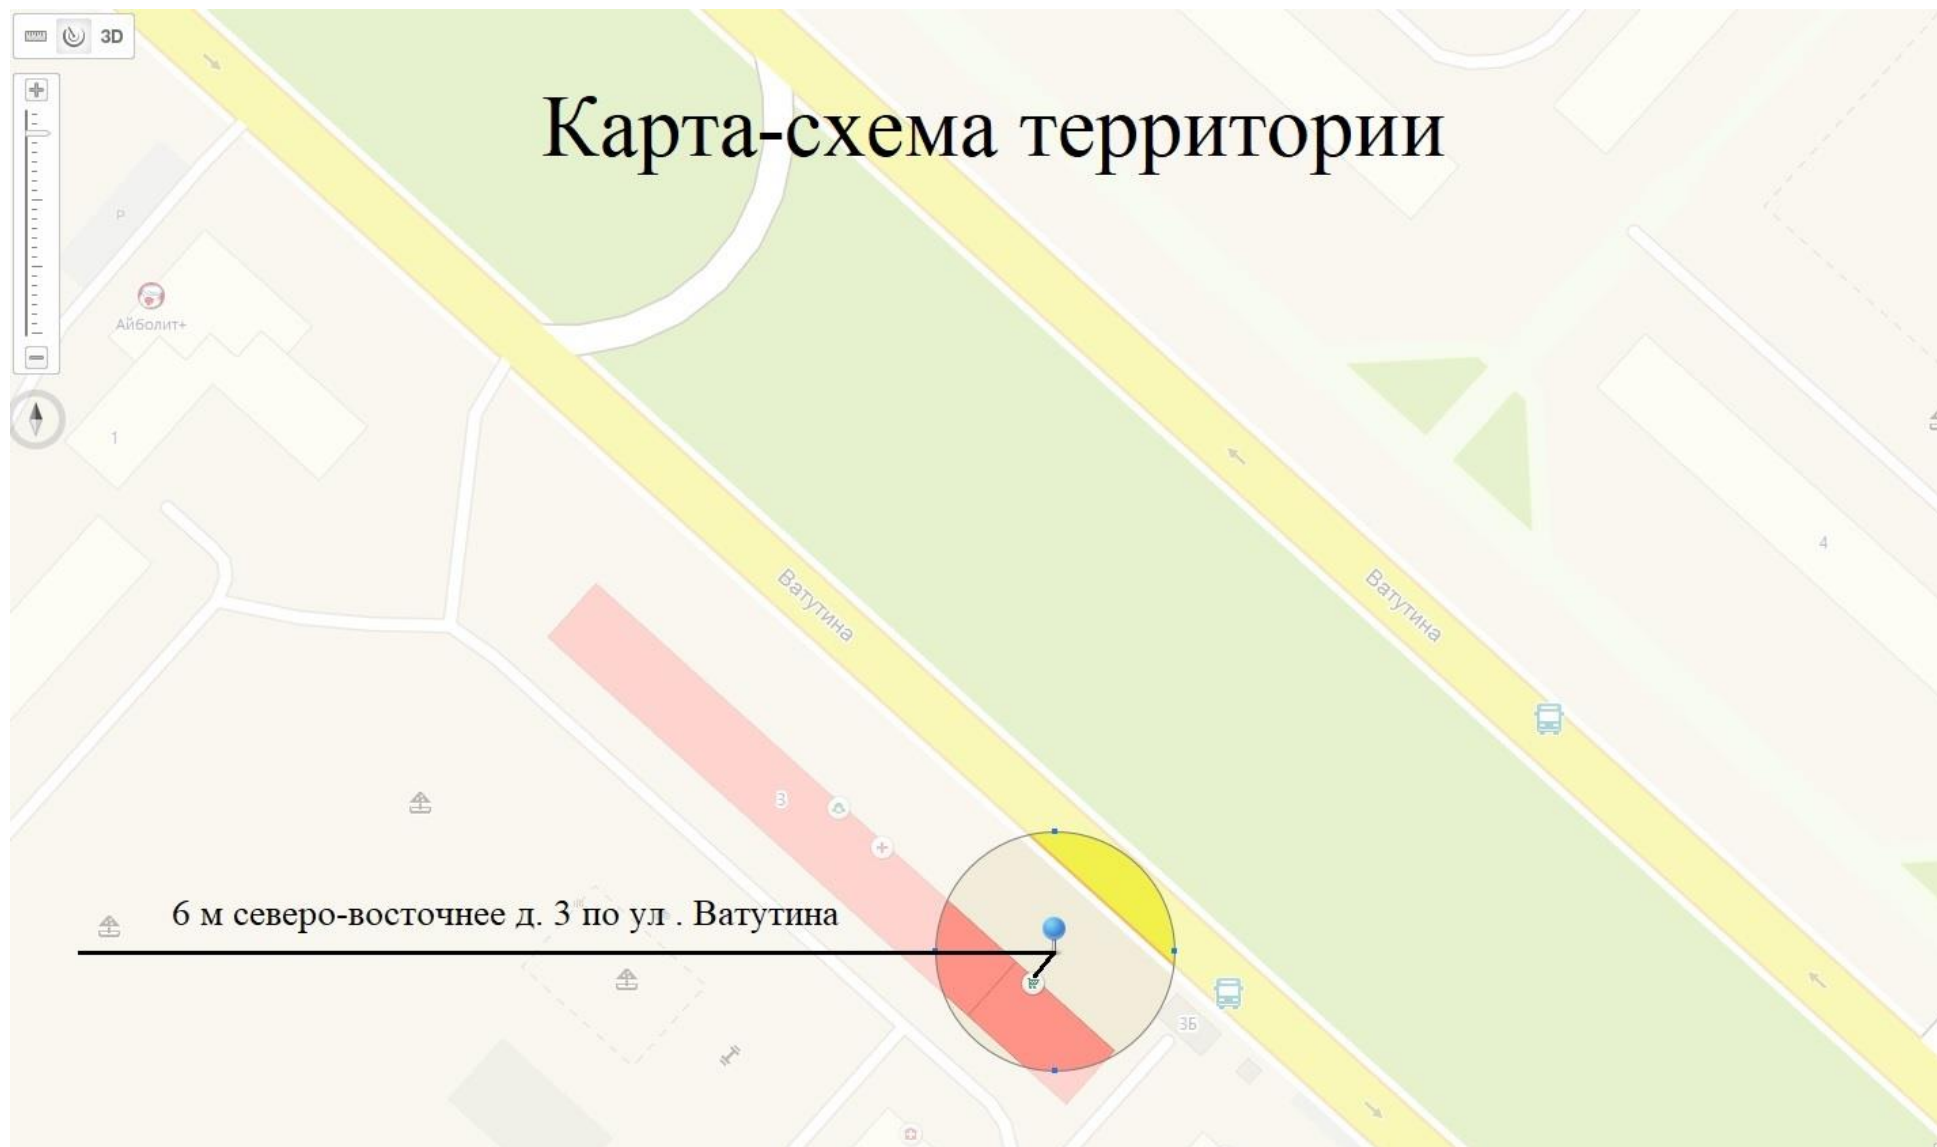 3D
Карта-схема территории
P
Айболит+
1
4
Ватутина
Ватутина
3
6 м северо-восточнее д. 3 по ул . Ватутина
3Б